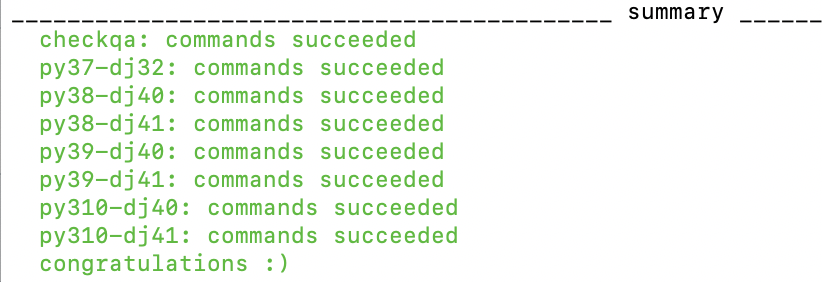 ___________________________________________ summary ______
checkqa: commands succeeded
py37-dj32: commands succeeded
py38-dj40: commands succeeded
py38-dj41: commands succeeded
py39-dj40: commands succeeded
py39-dj41: commands succeeded
py310-dj40: commands succeeded
py310-dj41: commands succeeded
congratulations :)